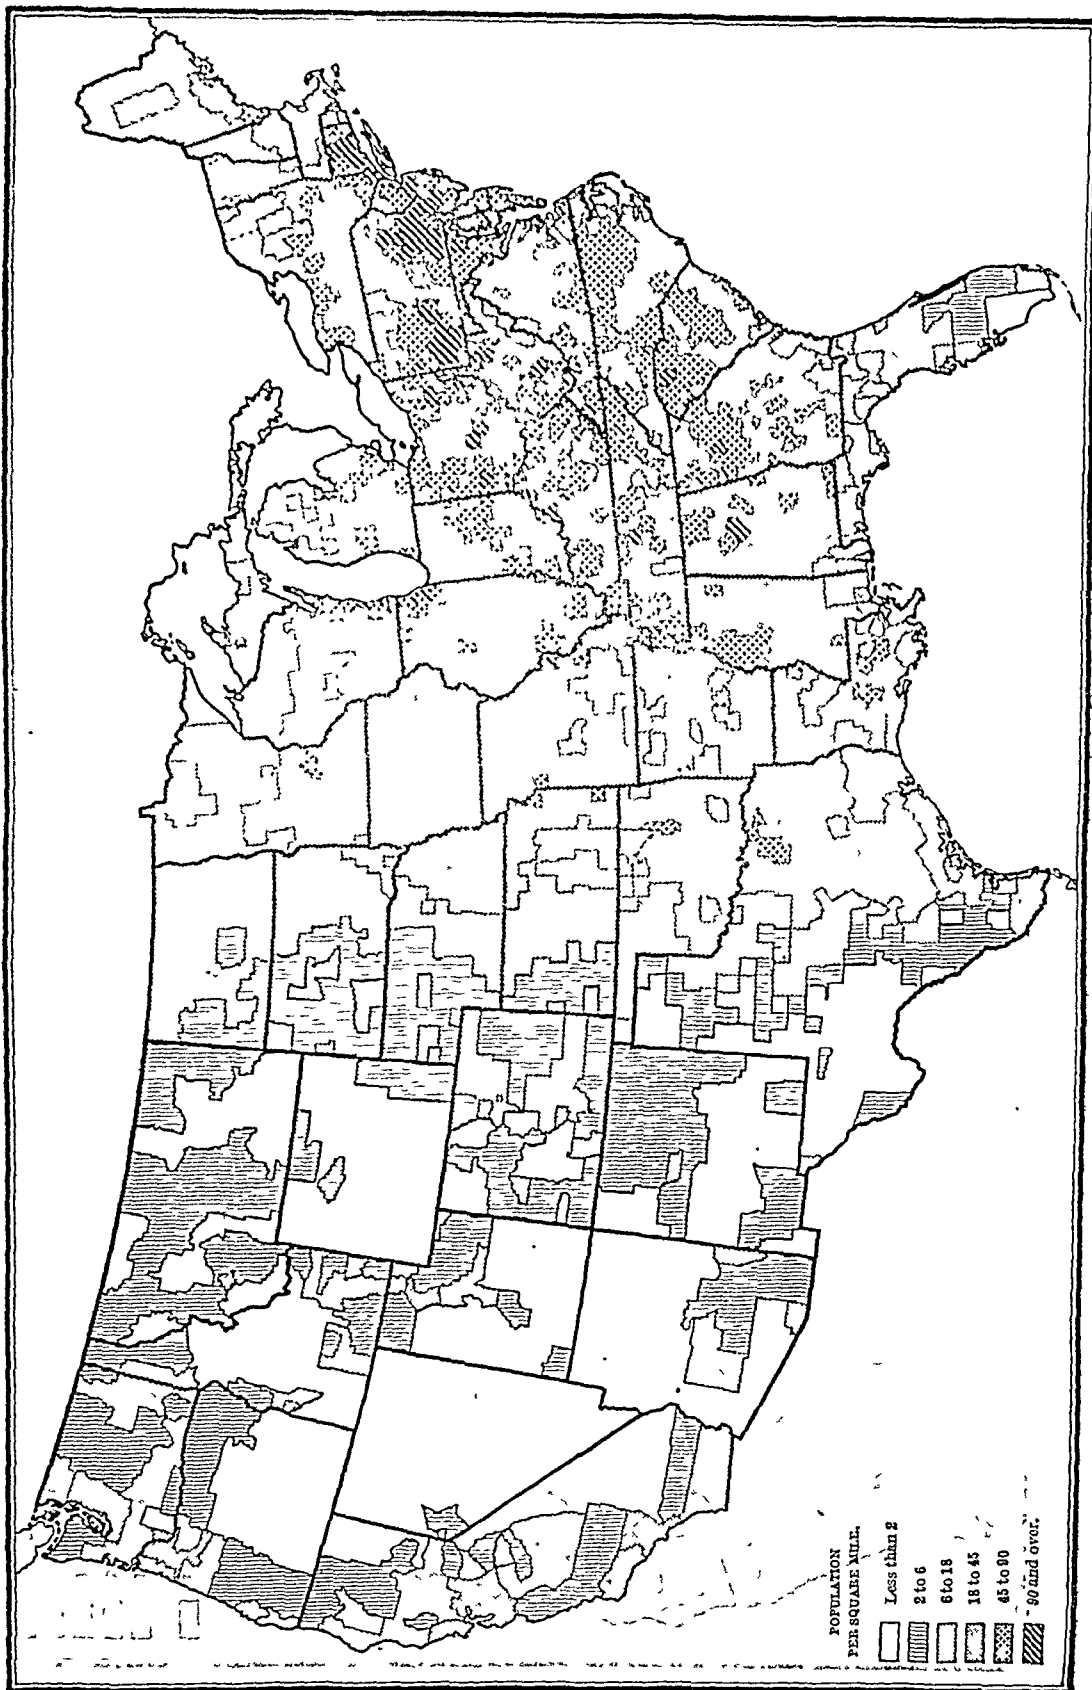 POPULATION
PER SQUARE MILE.
Less than 2
2 to 6
6 to 18
18 to 45
45 to 90
90 and over.